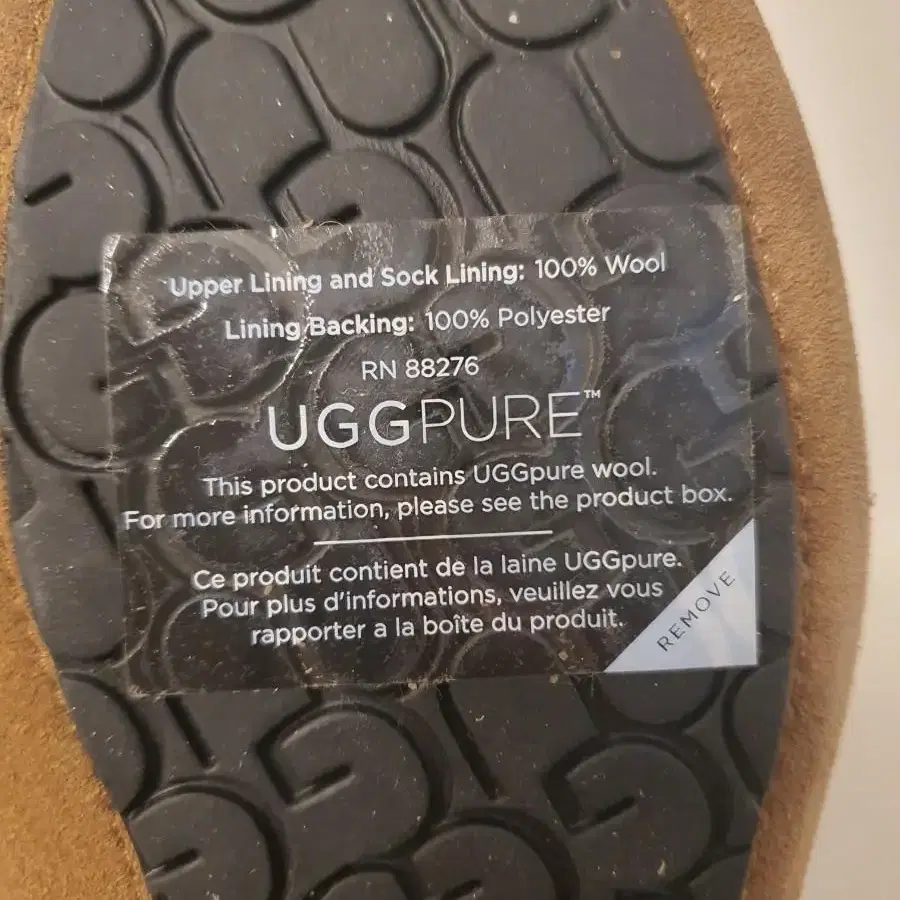 Upper Lining and Sock Lining: 100% Wool
Lining Backing: 100% Polyester
RN 88276
UGGPURE™
This product contains UGGpure wool.
For more information, please see the product box.
Ce produit contient de la laine UGGpure.
Pour plus d'informations, veuillez vous
rapporter a la boîte du produit.
REMOVE